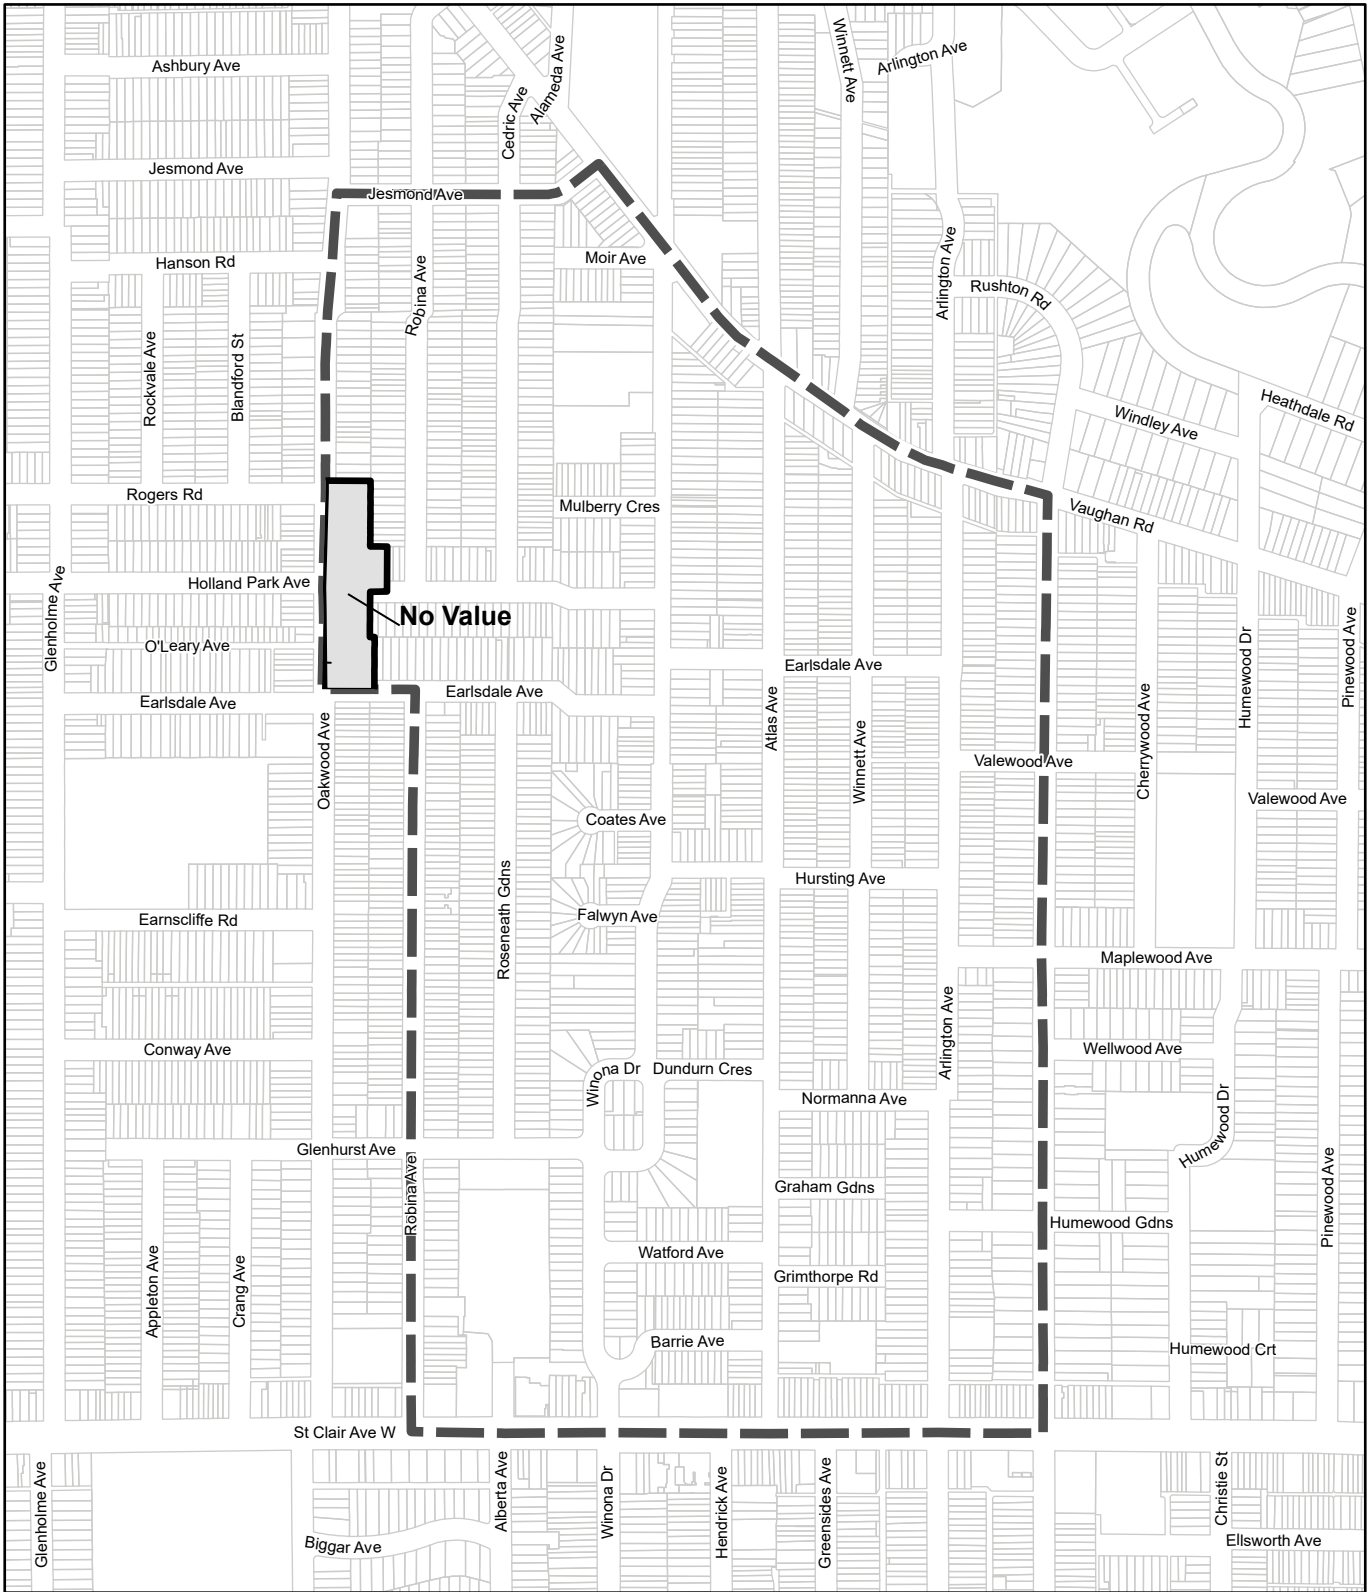 Winnett Ave
Arlington Ave
Ashbury Ave
Alameda Ave
Cedric Ave
Jesmond Ave
Jesmond Ave
Moir Ave
Hanson Rd
Robina Ave
Arlington Ave
Rushton Rd
Rockvale Ave
Blandford St
Heathdale Rd
Windley Ave
Rogers Rd
Mulberry Cres
Vaughan Rd
Holland Park Ave
No Value
Glenholme Ave
O'Leary Ave
Earlsdale Ave
Humewood Dr
Pinewood Ave
Earlsdale Ave
Earlsdale Ave
Atlas Ave
Winnett Ave
Cherrywood Ave
Oakwood Ave
Valewood Ave
Valewood Ave
Coates Ave
Hursting Ave
Roseneath Gdns
Falwyn Ave
Earnscliffe Rd
Maplewood Ave
Arlington Ave
Conway Ave
Wellwood Ave
Winona Dr
Dundurn Cres
Normanna Ave
Humewood Dr
Glenhurst Ave
Robina Ave
Graham Gdns
Pinewood Ave
Humewood Gdns
Watford Ave
Grimthorpe Rd
Appleton Ave
Crang Ave
Barrie Ave
Humewood Crt
St Clair Ave W
Glenholme Ave
Alberta Ave
Winona Dr
Hendrick Ave
Greensides Ave
Christie St
Biggar Ave
Ellsworth Ave